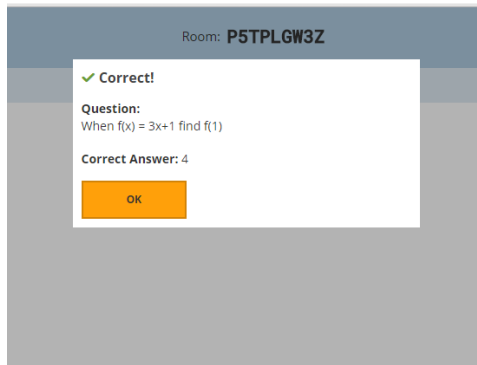 Room: P5TPLGW3Z
✓ Correct!
Question:
When f(x) = 3x+1 find f(1)
Correct Answer: 4
OK